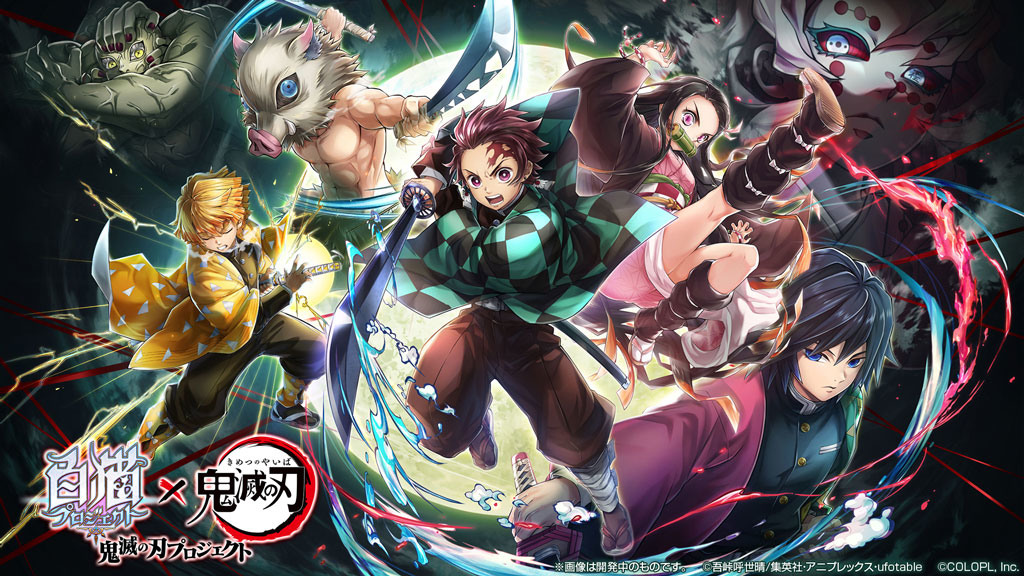 白猫
プロジェクト
×
きめつのやいば
鬼滅の刃
鬼滅の刃プロジェクト
※画像は開発中のものです。 ©吾峠呼世晴/集英社・アニプレックス・ufotable ©COLOPL, Inc.